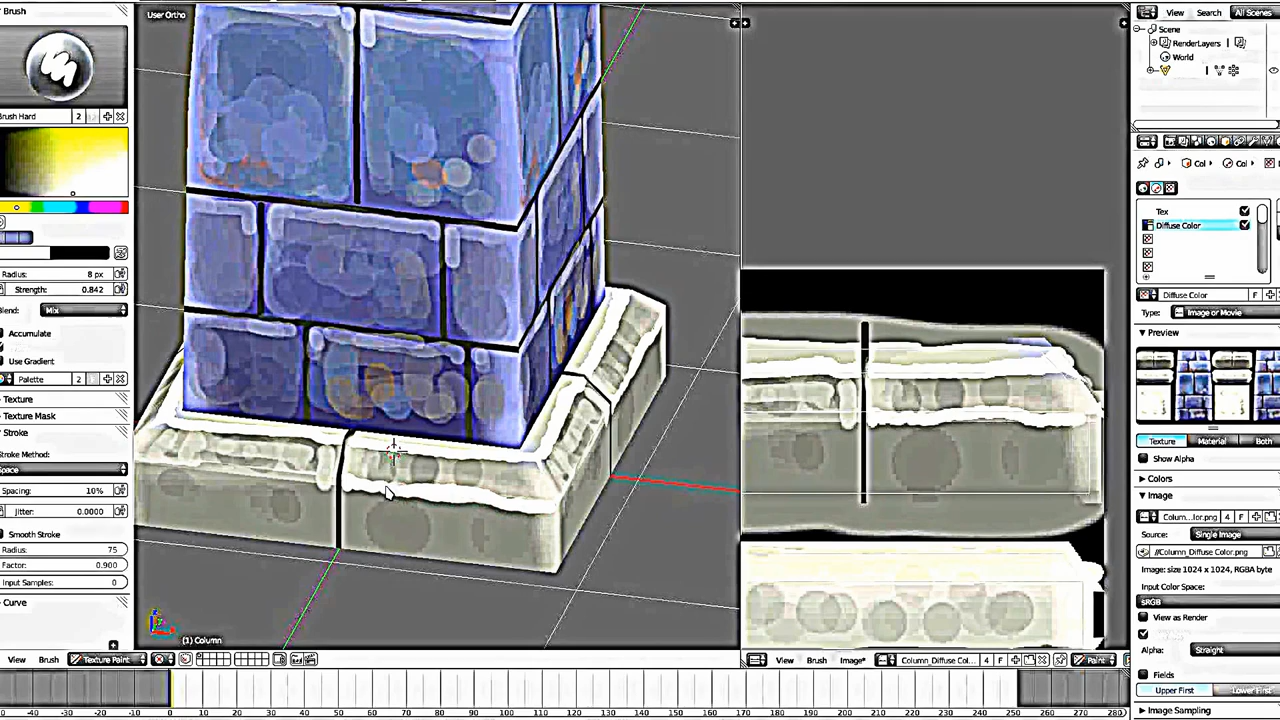 Brush
Brush Hard
2
Radius: 8 px
Strength: 0.842
Blend: Mix
Accumulate
Use Gradient
Palette 2
Texture
Texture Mask
Stroke
Stroke Method:
Space
Spacing: 10%
Jitter: 0.0000
Smooth Stroke
Radius: 75
Factor: 0.900
Input Samples: 0
Curve
User Ortho
(1) Column
View Brush Texture Paint
View Brush Image* Column_Diffuse Col... 4 F Paint
-40 -30 -20 -10 0 10 20 30 40 50 60 70 80 90 100 110 120 130 140 150 160 170 180 190 200 210 220 230 240 250 260 270 280
View Search All Scenes
Scene
RenderLayers
World
Col Col
Tex
Diffuse Color
Diffuse Color F
Type: Image or Movie
Preview
Texture Material Both
Show Alpha
Colors
Image
Colum...lor.png 4 F
Source: Single Image
//Column_Diffuse Color.png
Image: size 1024 x 1024, RGBA byte
Input Color Space:
sRGB
View as Render
Alpha: Straight
Fields
Upper First Lower First
Image Sampling